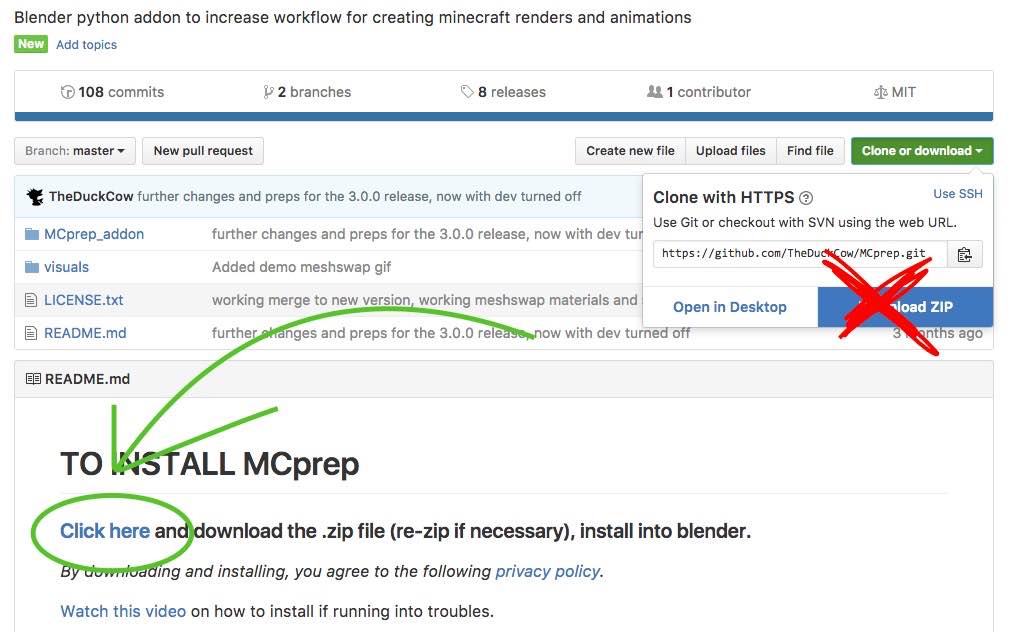 Blender python addon to increase workflow for creating minecraft renders and animations
New Add topics
108 commits 2 branches 8 releases 1 contributor MIT
Branch: master New pull request Create new file Upload files Find file Clone or download
TheDuckCow further changes and preps for the 3.0.0 release, now with dev turned off
Clone with HTTPS Use SSH
Use Git or checkout with SVN using the web URL.
https://github.com/TheDuckCow/MCprep.git
Open in Desktop Download ZIP
MCprep_addon further changes and preps for the 3.0.0 release, now with dev tur
visuals Added demo meshswap gif
LICENSE.txt working merge to new version, working meshswap materials and
README.md further changes and preps for the 3.0.0 release, now with dev turned off 3 months ago
README.md
TO INSTALL MCprep
Click here and download the .zip file (re-zip if necessary), install into blender.
By downloading and installing, you agree to the following privacy policy.
Watch this video on how to install if running into troubles.